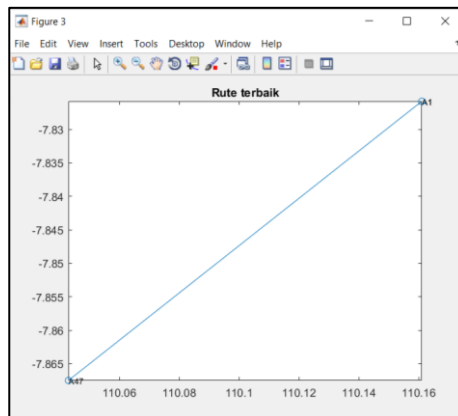 Figure 3
File Edit View Insert Tools Desktop Window Help
Rute terbaik
A1
-7.83
-7.835
-7.84
-7.845
-7.85
-7.855
-7.86
-7.865
A47
110.06 110.08 110.1 110.12 110.14 110.16